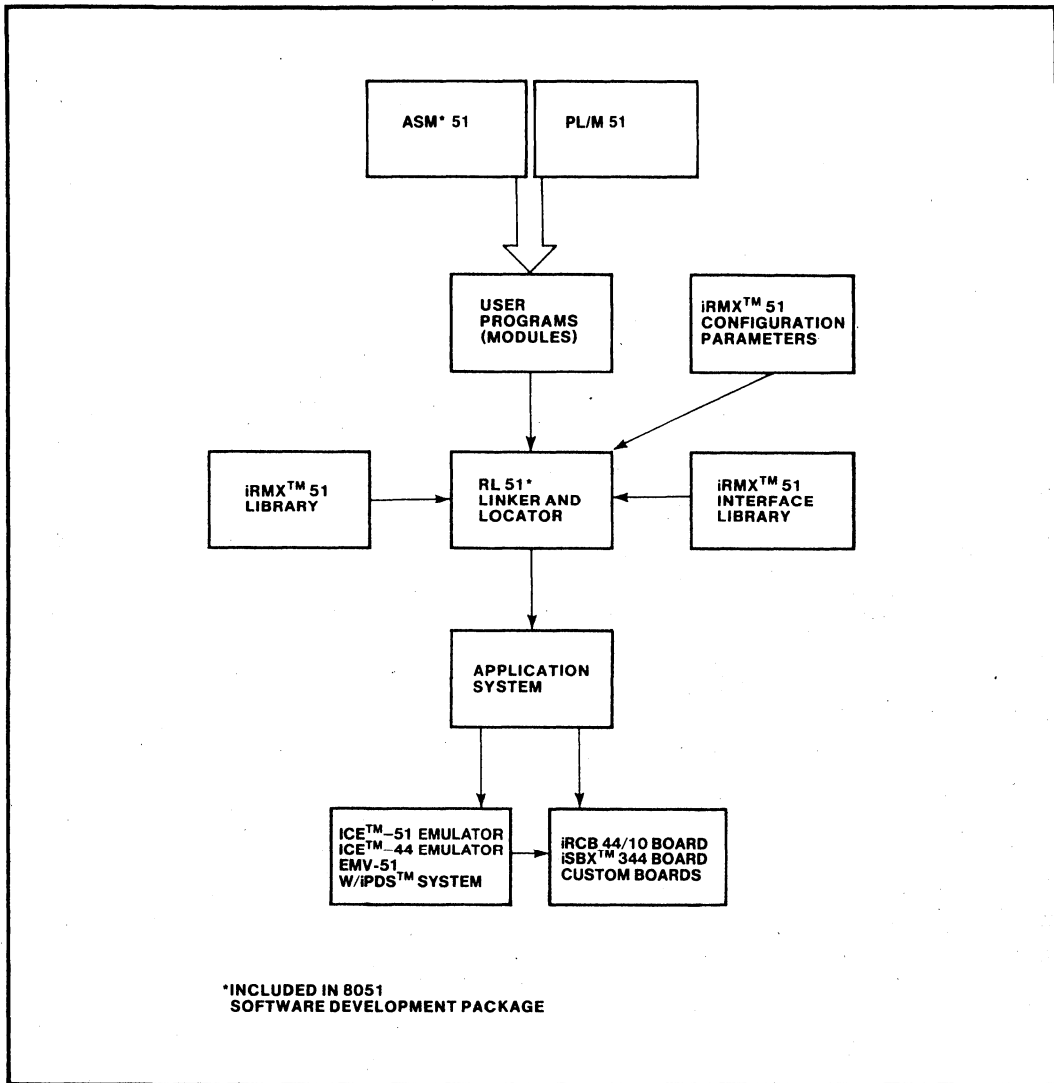 ASM* 51
PL/M 51
USER
PROGRAMS
(MODULES)
iRMX™ 51
CONFIGURATION
PARAMETERS
iRMX™ 51
LIBRARY
RL 51*
LINKER AND
LOCATOR
iRMX™ 51
INTERFACE
LIBRARY
APPLICATION
SYSTEM
ICE™-51 EMULATOR
ICE™-44 EMULATOR
EMV-51
W/iPDS™ SYSTEM
iRCB 44/10 BOARD
iSBX™ 344 BOARD
CUSTOM BOARDS
*INCLUDED IN 8051
SOFTWARE DEVELOPMENT PACKAGE